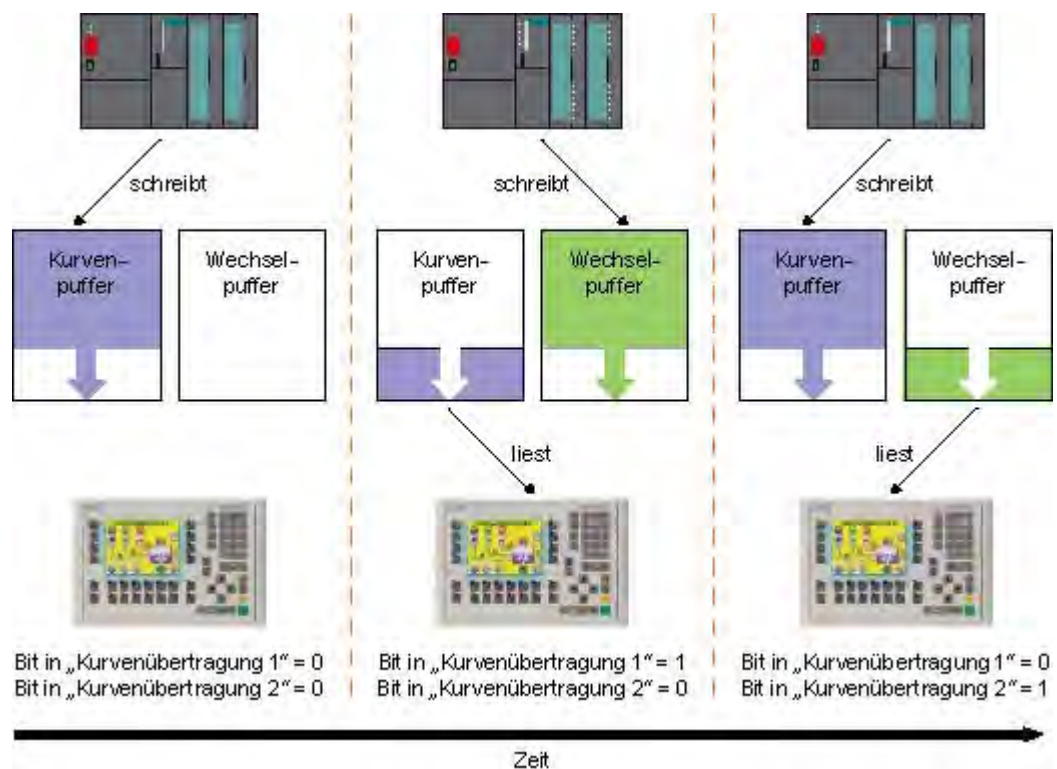 schreibt
schreibt
schreibt
Kurven-
puffer
Wechsel-
puffer
Kurven-
puffer
Wechsel-
puffer
Kurven-
puffer
Wechsel-
puffer
liest
liest
Bit in „Kurvenübertragung 1“ = 0
Bit in „Kurvenübertragung 2“ = 0
Bit in „Kurvenübertragung 1“ = 1
Bit in „Kurvenübertragung 2“ = 0
Bit in „Kurvenübertragung 1“ = 0
Bit in „Kurvenübertragung 2“ = 1
Zeit